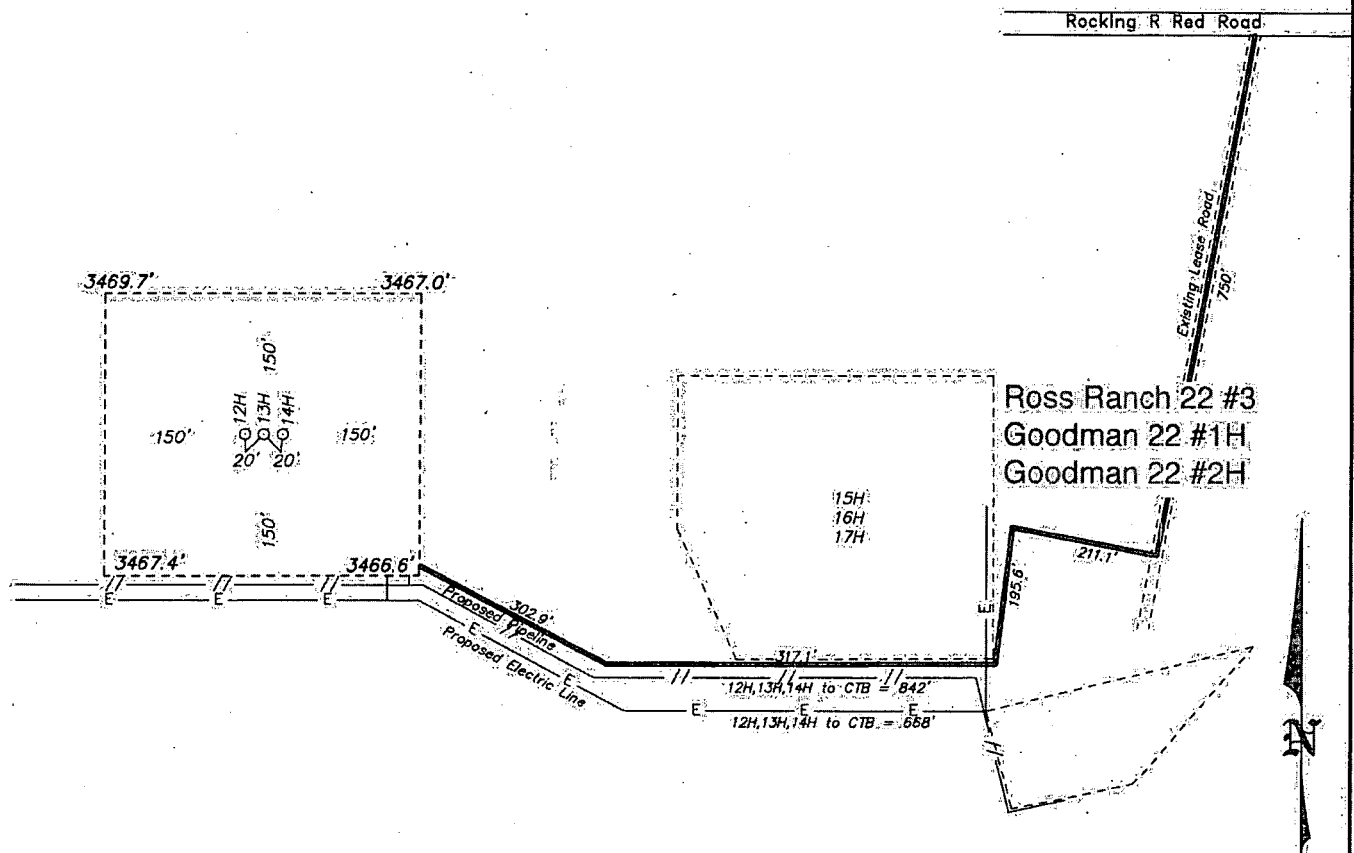 Rocking R Red Road
Existing Lease Road
750'
3469.7'
3467.0'
150'
12H
13H
14H
150'
150'
20'
20'
150'
3467.4'
3466.6'
Ross Ranch 22 #3
Goodman 22 #1H
Goodman 22 #2H
15H
16H
17H
211.1'
195.6'
302.9'
Proposed Pipeline
Proposed Electric Line
317.1'
12H,13H,14H to CTB = 842'
12H,13H,14H to CTB = 668'
E
E
E
E
E
E
E
E
E
N